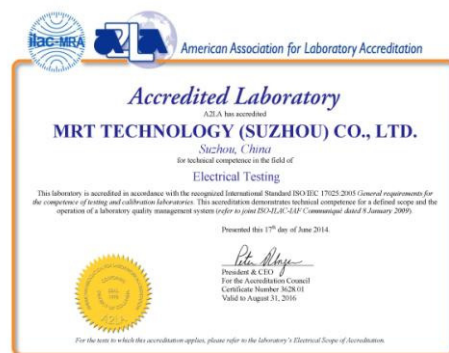 ilac-MRA
A2LA
American Association for Laboratory Accreditation
Accredited Laboratory
A2LA has accredited
MRT TECHNOLOGY (SUZHOU) CO., LTD.
Suzhou, China
for technical competence in the field of
Electrical Testing
This laboratory is accredited in accordance with the recognized International Standard ISO/IEC 17025:2005 General requirements for
the competence of testing and calibration laboratories. This accreditation demonstrates technical competence for a defined scope and the
operation of a laboratory quality management system (refer to joint ISO-ILAC-IAF Communiqué dated 8 January 2009).
Presented this 17th day of June 2014.
President & CEO
For the Accreditation Council
Certificate Number 3628.01
Valid to August 31, 2016
A2LA
For the tests to which this accreditation applies, please refer to the laboratory's Electrical Scope of Accreditation.